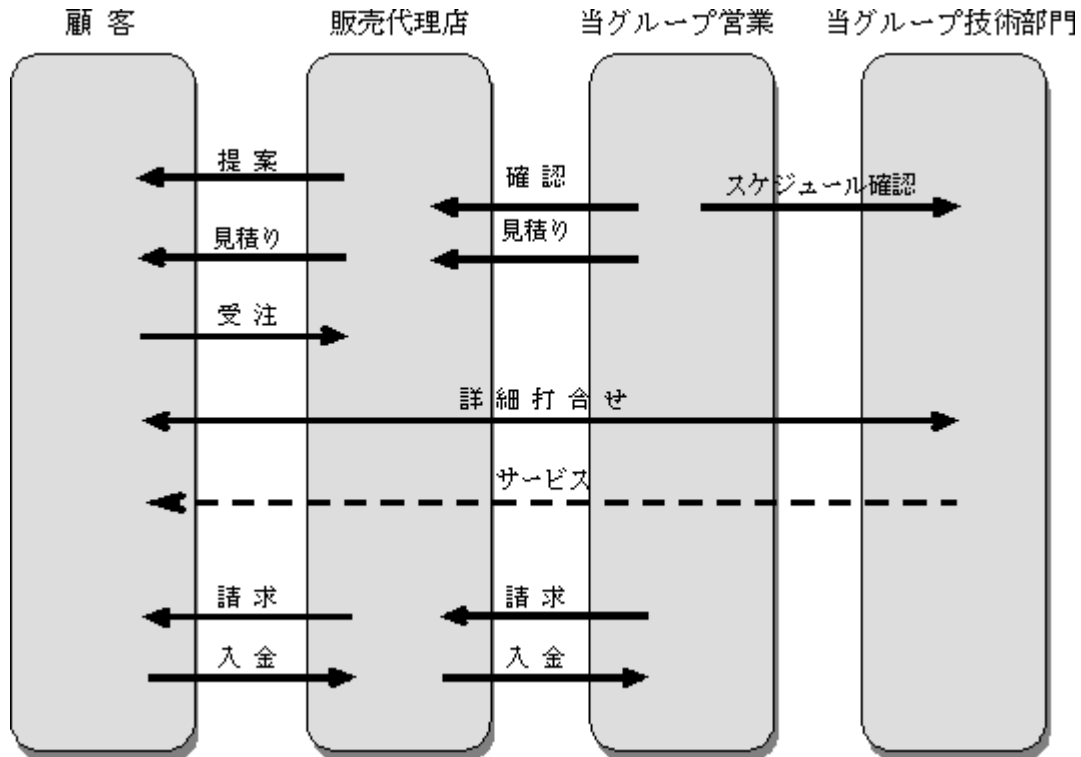 顧 客
販売代理店
当グループ営業
当グループ技術部門
提 案
確 認
スケジュール確認
見積り
見積り
受 注
詳 細 打 合 せ
サービス
請 求
請 求
入 金
入 金